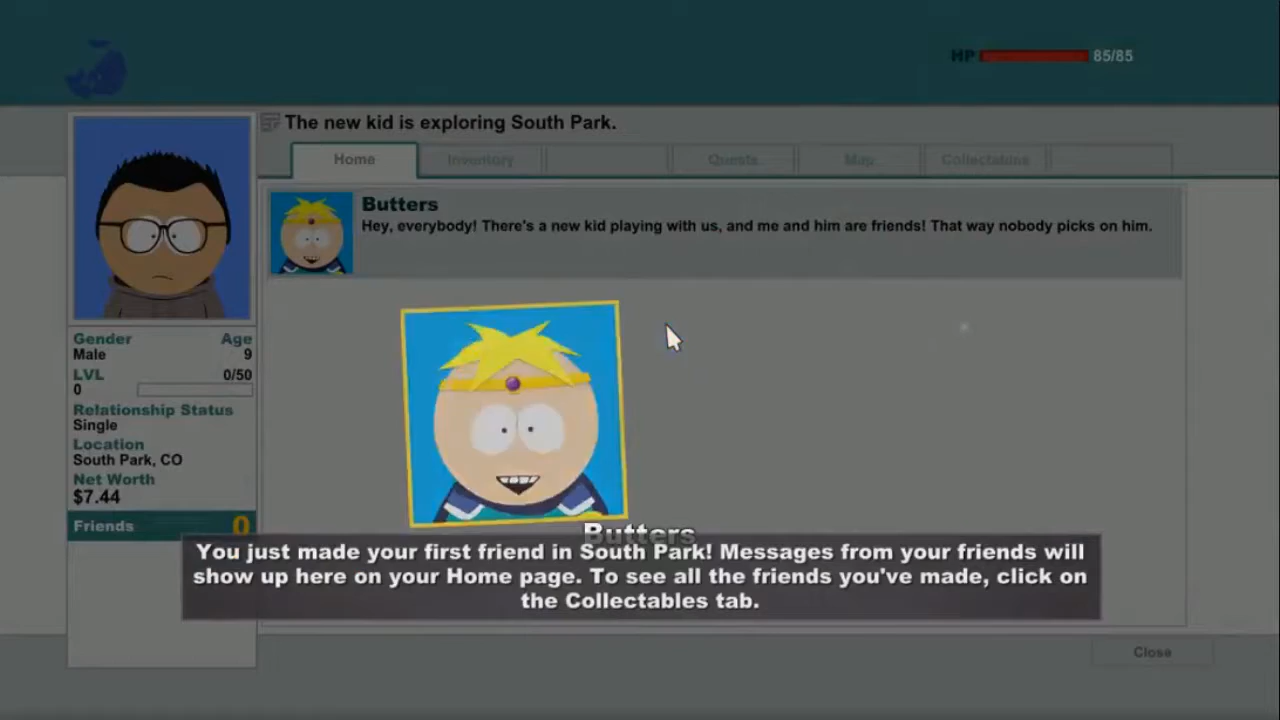 HP 85/85
The new kid is exploring South Park.
Home Inventory Quests Map Collectables
Butters
Hey, everybody! There's a new kid playing with us, and me and him are friends! That way nobody picks on him.
Gender Age
Male 9
LVL 0/50
0
Relationship Status
Single
Location
South Park, CO
Net Worth
$7.44
Friends 0
Butters
You just made your first friend in South Park! Messages from your friends will
show up here on your Home page. To see all the friends you've made, click on
the Collectables tab.
Close